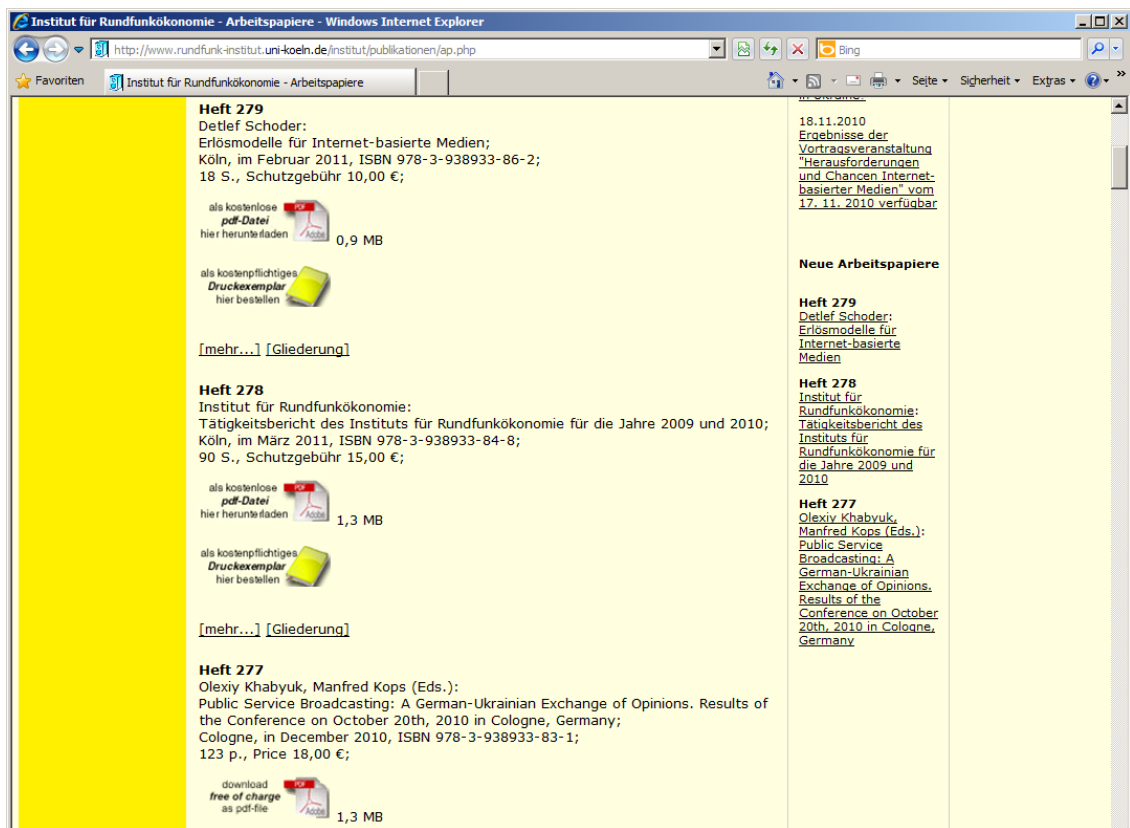 Institut für Rundfunkökonomie - Arbeitspapiere - Windows Internet Explorer
http://www.rundfunk-institut.uni-koeln.de/institut/publikationen/ap.php
Bing
Favoriten
Institut für Rundfunkökonomie - Arbeitspapiere
Seite
Sicherheit
Extras
»
Heft 279
Detlef Schoder:
Erlösmodelle für Internet-basierte Medien;
Köln, im Februar 2011, ISBN 978-3-938933-86-2;
18 S., Schutzgebühr 10,00 €;
als kostenlose
pdf-Datei
hier herunterladen
PDF
Adobe
0,9 MB
als kostenpflichtiges
Druckexemplar
hier bestellen
[mehr...] [Gliederung]
Heft 278
Institut für Rundfunkökonomie:
Tätigkeitsbericht des Instituts für Rundfunkökonomie für die Jahre 2009 und 2010;
Köln, im März 2011, ISBN 978-3-938933-84-8;
90 S., Schutzgebühr 15,00 €;
als kostenlose
pdf-Datei
hier herunterladen
PDF
Adobe
1,3 MB
als kostenpflichtiges
Druckexemplar
hier bestellen
[mehr...] [Gliederung]
Heft 277
Olexiy Khabyuk, Manfred Kops (Eds.):
Public Service Broadcasting: A German-Ukrainian Exchange of Opinions. Results of
the Conference on October 20th, 2010 in Cologne, Germany;
Cologne, in December 2010, ISBN 978-3-938933-83-1;
123 p., Price 18,00 €;
download
free of charge
as pdf-file
PDF
Adobe
1,3 MB
in Ukraine?"
18.11.2010
Ergebnisse der
Vortragsveranstaltung
"Herausforderungen
und Chancen Internet-
basierter Medien" vom
17. 11. 2010 verfügbar
Neue Arbeitspapiere
Heft 279
Detlef Schoder:
Erlösmodelle für
Internet-basierte
Medien
Heft 278
Institut für
Rundfunkökonomie:
Tätigkeitsbericht des
Instituts für
Rundfunkökonomie für
die Jahre 2009 und
2010
Heft 277
Olexiy Khabyuk,
Manfred Kops (Eds.):
Public Service
Broadcasting: A
German-Ukrainian
Exchange of Opinions.
Results of the
Conference on October
20th, 2010 in Cologne,
Germany